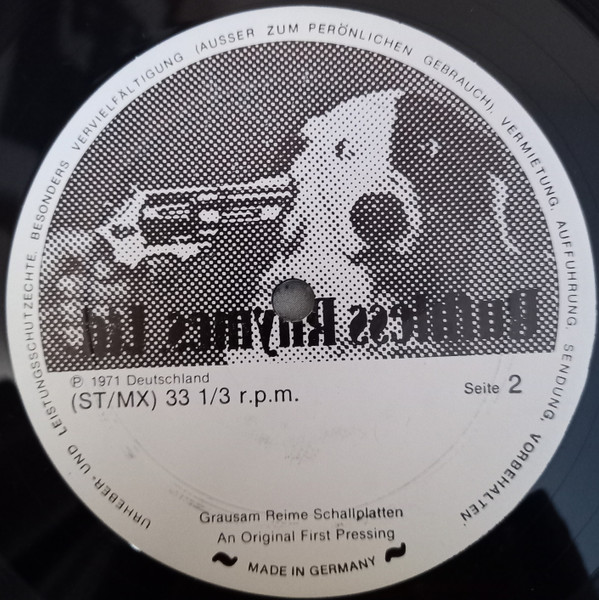 URHEBER- UND LEISTUNGSSCHUTZECHTE, BESONDERS VERVIELFÄLTIGUNG (AUSSER ZUM PERÖNLICHEN GEBRAUCH), VERMIETUNG, AUFFUHRUNG, SENDUNG, VORBEHALTEN
Ruthless Rhymes Ltd.
℗ 1971 Deutschland
(ST/MX) 33 1/3 r.p.m.
Seite 2
Grausam Reime Schallplatten
An Original First Pressing
~ MADE IN GERMANY ~